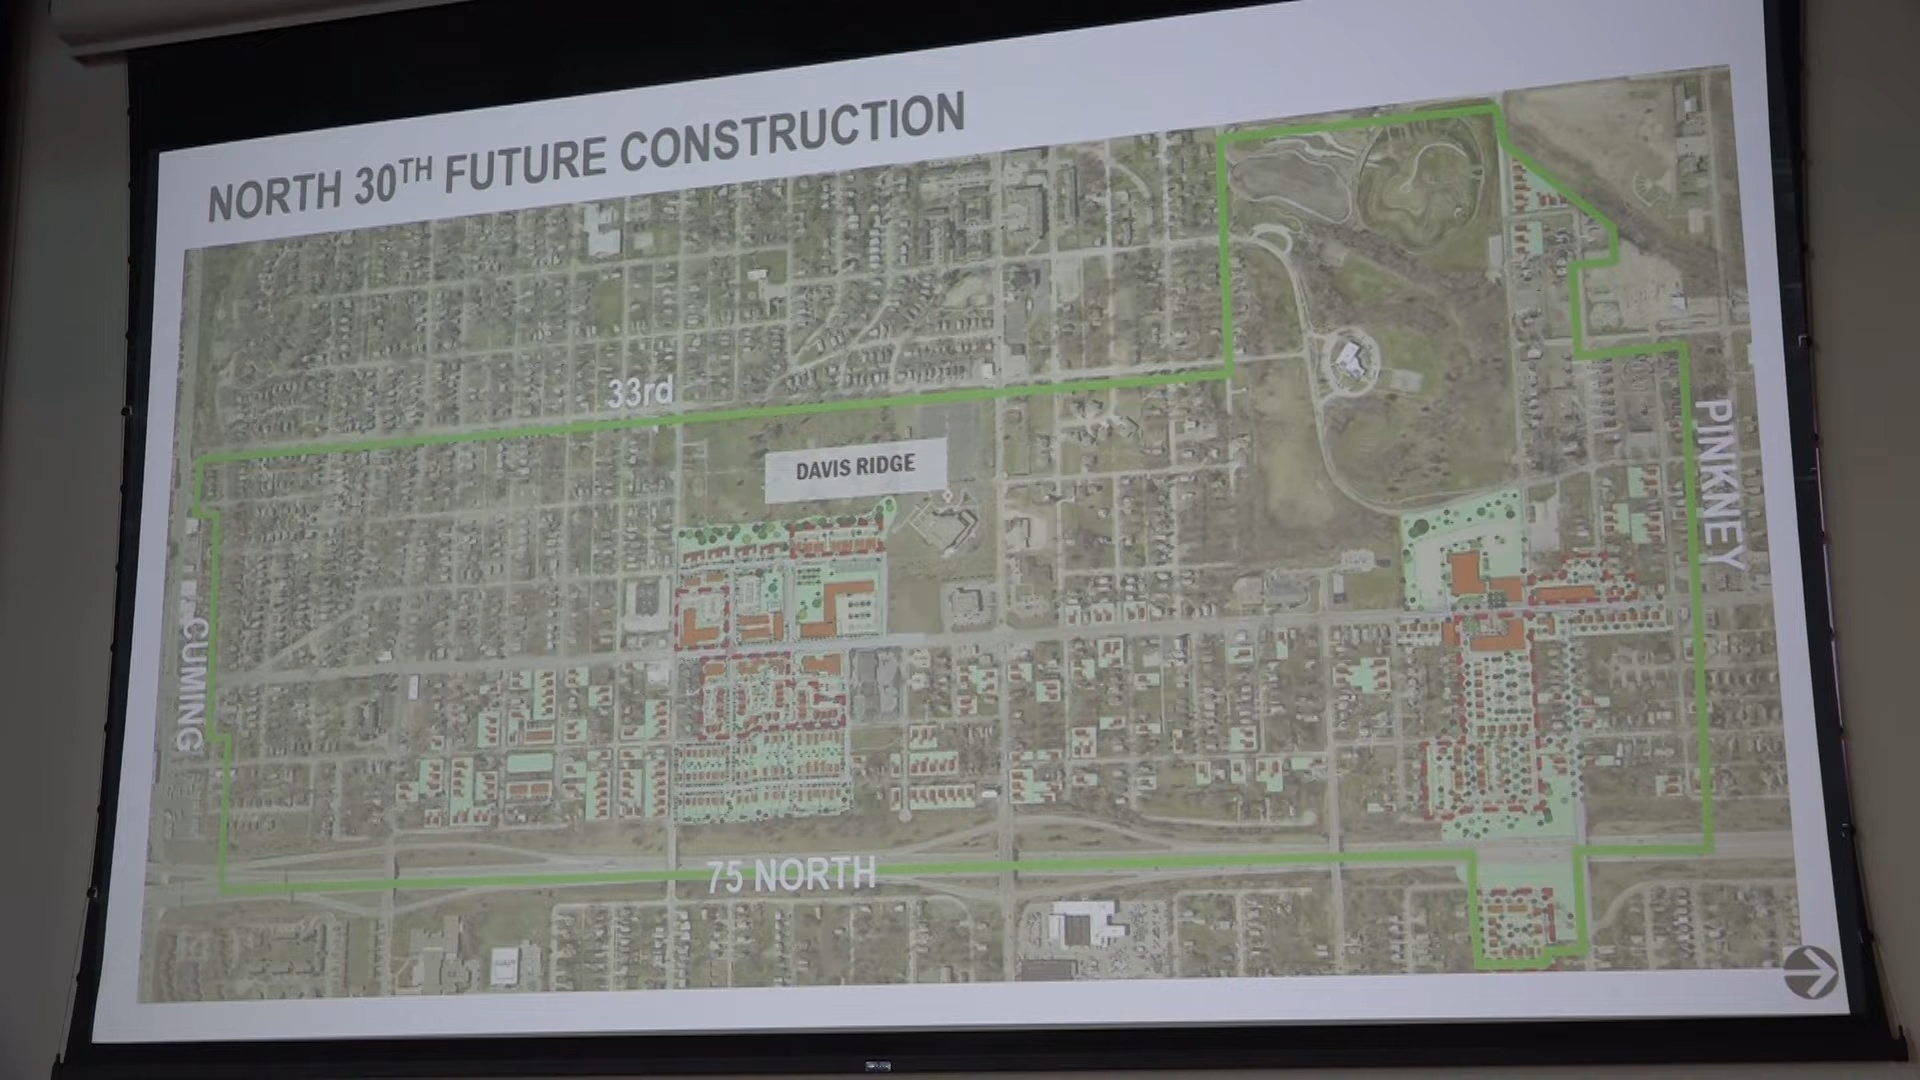 NORTH 30TH FUTURE CONSTRUCTION
33rd
DAVIS RIDGE
PINKNEY
CUMING
75 NORTH